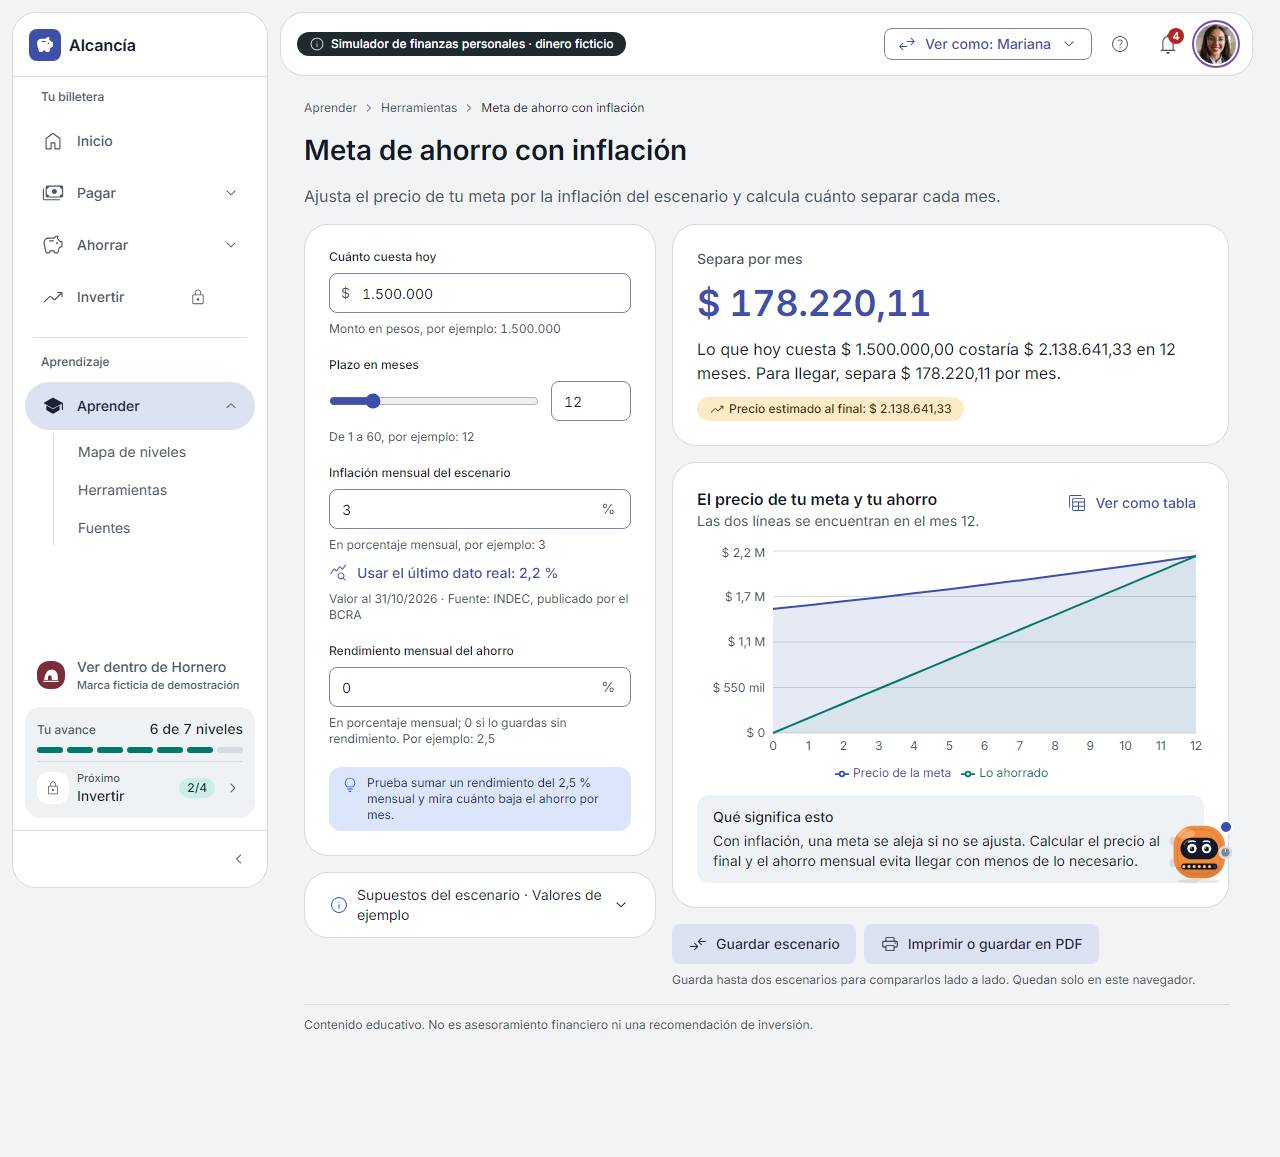 Alcancía
Tu billetera
Inicio
Pagar
Ahorrar
Invertir
Aprendizaje
Aprender
Mapa de niveles
Herramientas
Fuentes
Ver dentro de Hornero
Marca ficticia de demostración
Tu avance
6 de 7 niveles
Próximo
Invertir
2/4
Simulador de finanzas personales · dinero ficticio
Ver como: Mariana
4
Aprender
Herramientas
Meta de ahorro con inflación
Meta de ahorro con inflación
Ajusta el precio de tu meta por la inflación del escenario y calcula cuánto separar cada mes.
Cuánto cuesta hoy
$ 1.500.000
Monto en pesos, por ejemplo: 1.500.000
Plazo en meses
12
De 1 a 60, por ejemplo: 12
Inflación mensual del escenario
3 %
En porcentaje mensual, por ejemplo: 3
Usar el último dato real: 2,2 %
Valor al 31/10/2026 · Fuente: INDEC, publicado por el
BCRA
Rendimiento mensual del ahorro
0 %
En porcentaje mensual; 0 si lo guardas sin
rendimiento. Por ejemplo: 2,5
Prueba sumar un rendimiento del 2,5 %
mensual y mira cuánto baja el ahorro por
mes.
Supuestos del escenario · Valores de
ejemplo
Separa por mes
$ 178.220,11
Lo que hoy cuesta $ 1.500.000,00 costaría $ 2.138.641,33 en 12
meses. Para llegar, separa $ 178.220,11 por mes.
Precio estimado al final: $ 2.138.641,33
El precio de tu meta y tu ahorro
Las dos líneas se encuentran en el mes 12.
Ver como tabla
$ 2,2 M
$ 1,7 M
$ 1,1 M
$ 550 mil
$ 0
0 1 2 3 4 5 6 7 8 9 10 11 12
Precio de la meta Lo ahorrado
Qué significa esto
Con inflación, una meta se aleja si no se ajusta. Calcular el precio al
final y el ahorro mensual evita llegar con menos de lo necesario.
Guardar escenario
Imprimir o guardar en PDF
Guarda hasta dos escenarios para compararlos lado a lado. Quedan solo en este navegador.
Contenido educativo. No es asesoramiento financiero ni una recomendación de inversión.